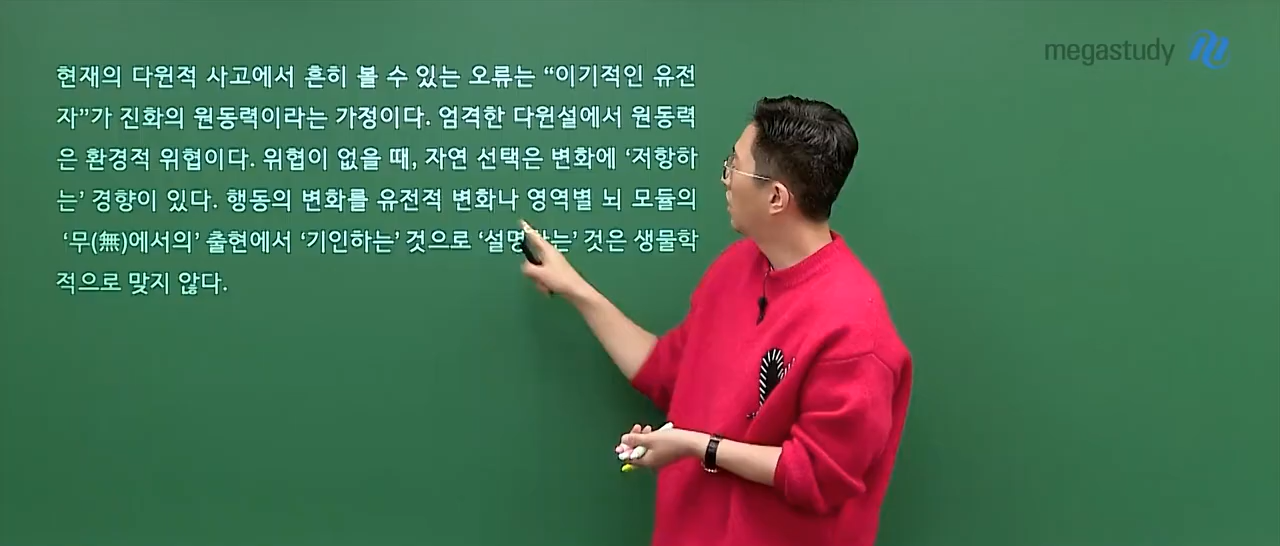 megastudy
현재의 다윈적 사고에서 흔히 볼 수 있는 오류는 “이기적인 유전
자”가 진화의 원동력이라는 가정이다. 엄격한 다윈설에서 원동력
은 환경적 위협이다. 위협이 없을 때, 자연 선택은 변화에 ‘저항하
는’ 경향이 있다. 행동의 변화를 유전적 변화나 영역별 뇌 모듈의
‘무(無)에서의’ 출현에서 ‘기인하는’ 것으로 ‘설명하는’ 것은 생물학
적으로 맞지 않다.